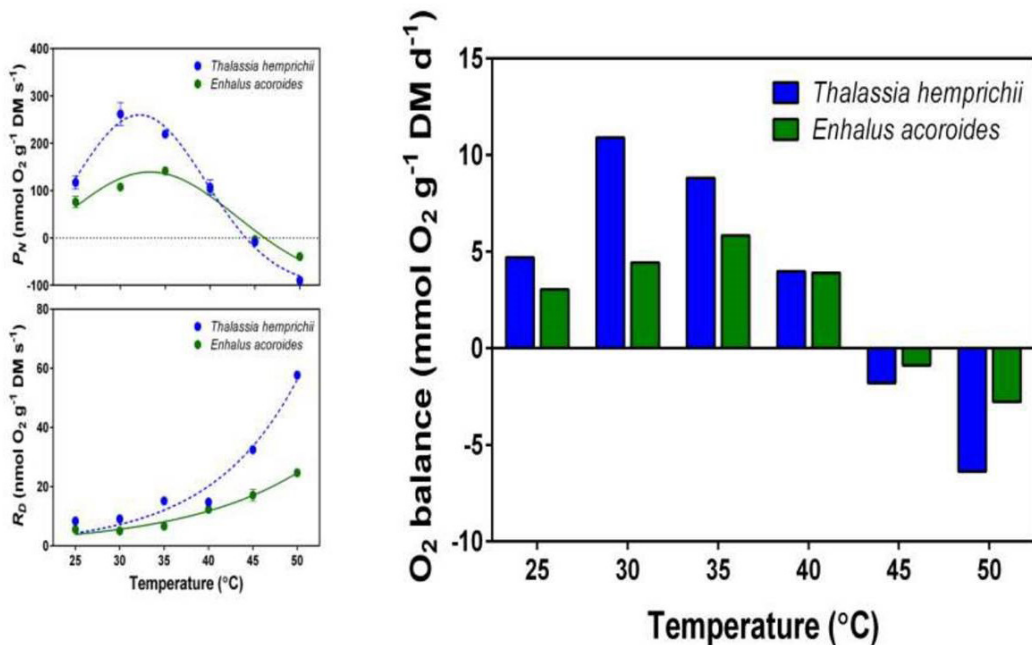 400
300
200
100
0
-100
P_N (nmol O₂ g⁻¹ DM s⁻¹)
Thalassia hemprichii
Enhalus acoroides
80
60
40
20
0
R_D (nmol O₂ g⁻¹ DM s⁻¹)
Thalassia hemprichii
Enhalus acoroides
25 30 35 40 45 50
Temperature (°C)
15
10
5
0
-5
-10
O₂ balance (mmol O₂ g⁻¹ DM d⁻¹)
Thalassia hemprichii
Enhalus acoroides
25 30 35 40 45 50
Temperature (°C)